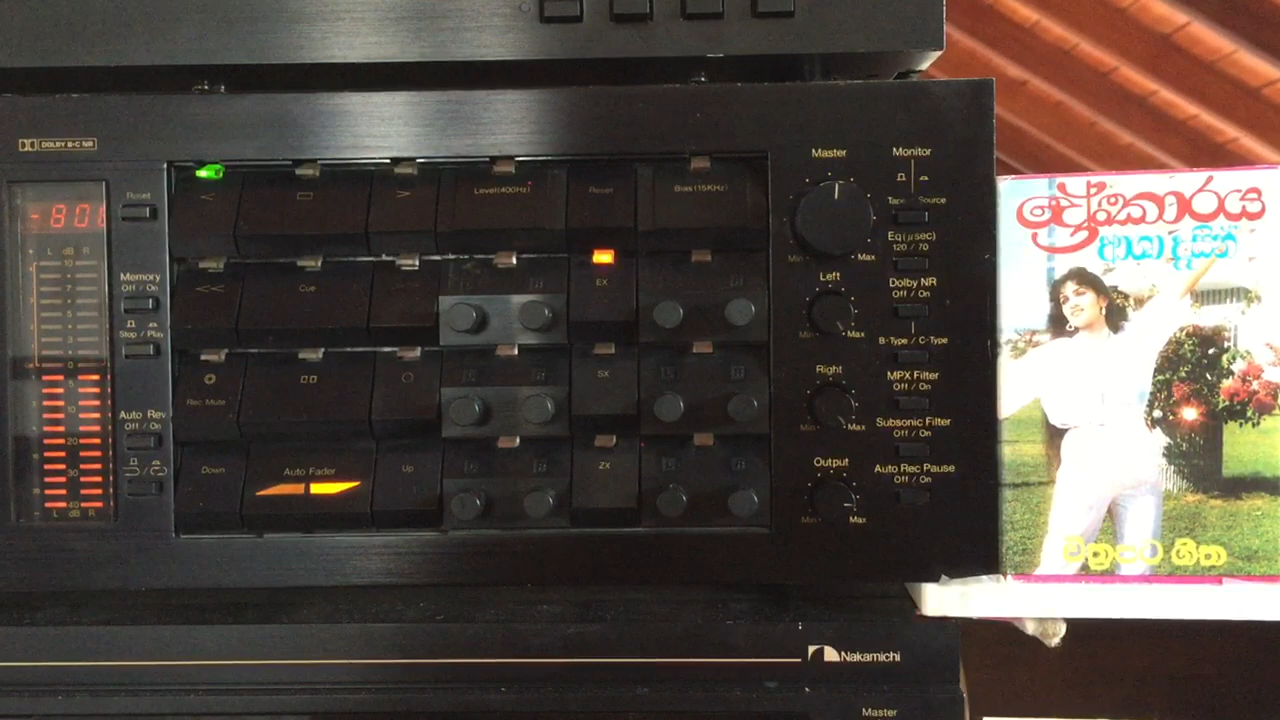 DOLBY B-C NR
Reset
-80
L dB R
10
7
5
3
0
5
10
20
30
40
L dB R
Memory
Off / On
Stop / Play
Auto Rev
Off / On
<
>
Level(400Hz)
Reset
Bias(15KHz)
<<
Cue
EX
L R
Rec Mute
SX
L R
Down
Auto Fader
Up
ZX
Master
Min Max
Left
Min Max
Right
Min Max
Output
Min Max
Monitor
Tape Source
Eq(μsec)
120 / 70
Dolby NR
Off / On
B-Type / C-Type
MPX Filter
Off / On
Subsonic Filter
Off / On
Auto Rec Pause
Off / On
Nakamichi
Master
චිත්‍රපට ගීත